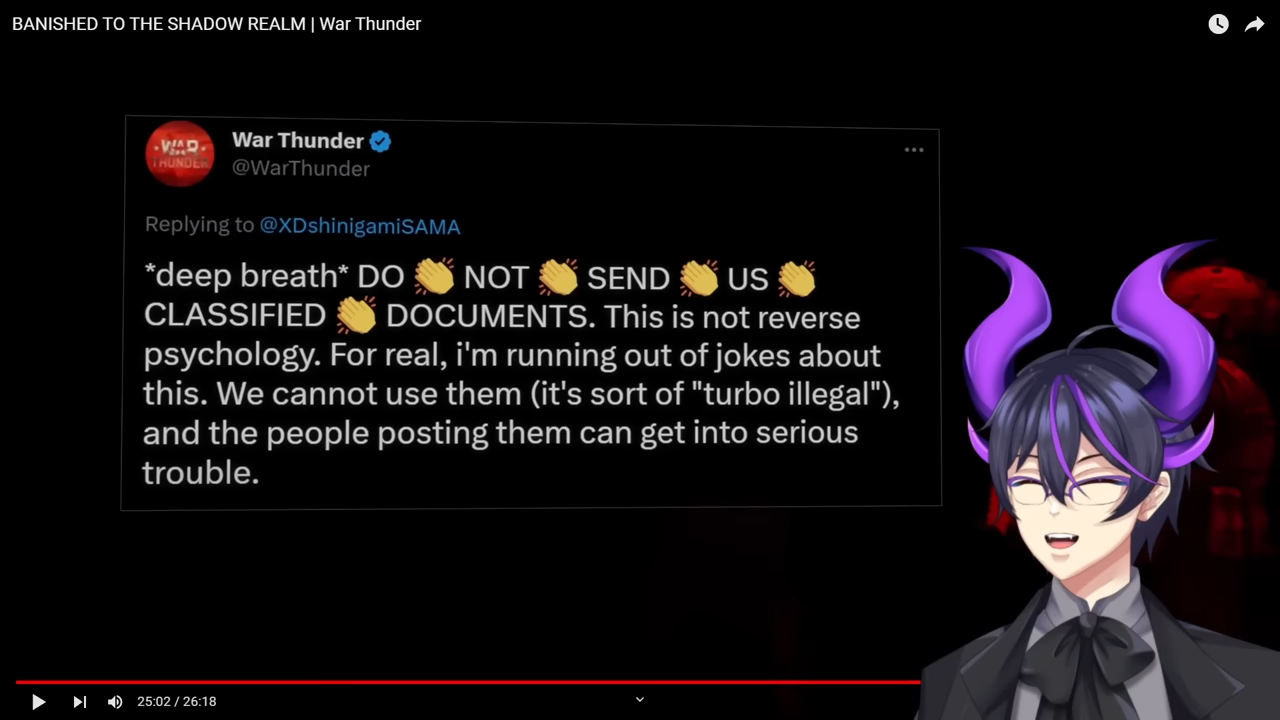 BANISHED TO THE SHADOW REALM | War Thunder
WAR
THUNDER
War Thunder
@WarThunder
Replying to @XDshinigamiSAMA
*deep breath* DO 👏 NOT 👏 SEND 👏 US 👏
CLASSIFIED 👏 DOCUMENTS. This is not reverse
psychology. For real, i'm running out of jokes about
this. We cannot use them (it's sort of "turbo illegal"),
and the people posting them can get into serious
trouble.
25:02 / 26:18